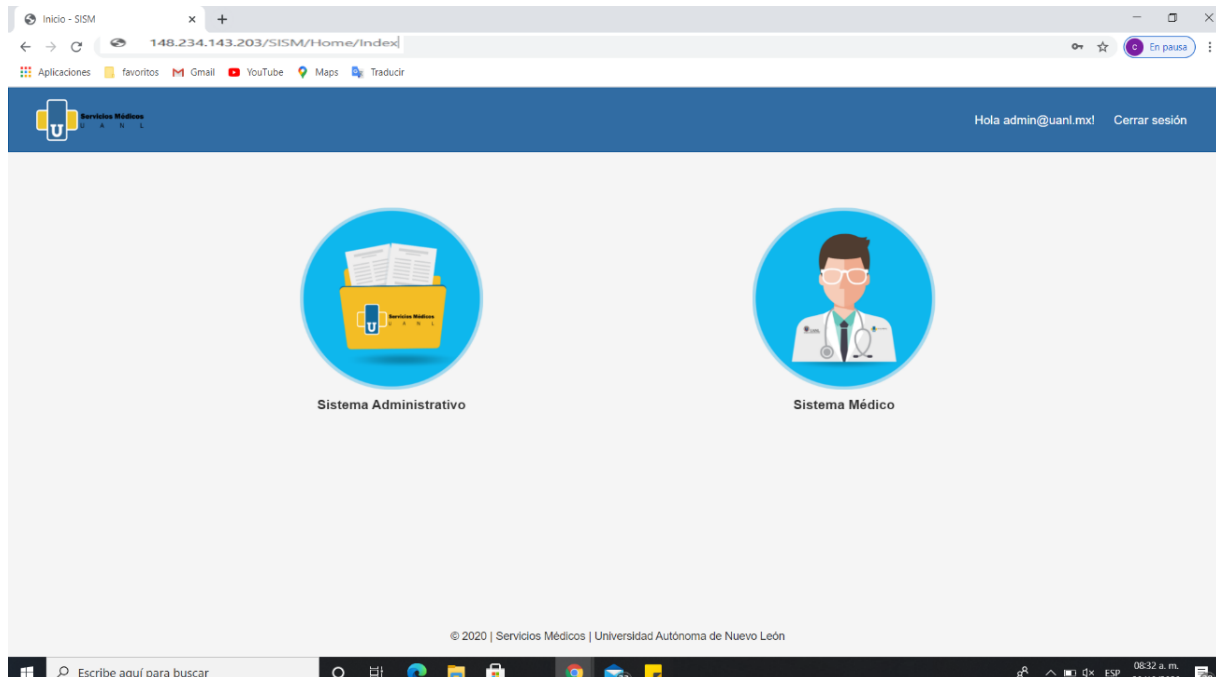 Inicio - SISM
148.234.143.203/SISM/Home/Index
En pausa
Aplicaciones favoritos Gmail YouTube Maps Traducir
Servicios Médicos
U A N L
Hola admin@uanl.mx! Cerrar sesión
Servicios Médicos
U A N L
Sistema Administrativo Sistema Médico
© 2020 | Servicios Médicos | Universidad Autónoma de Nuevo León
Escribe aquí para buscar
ESP
08:32 a. m.